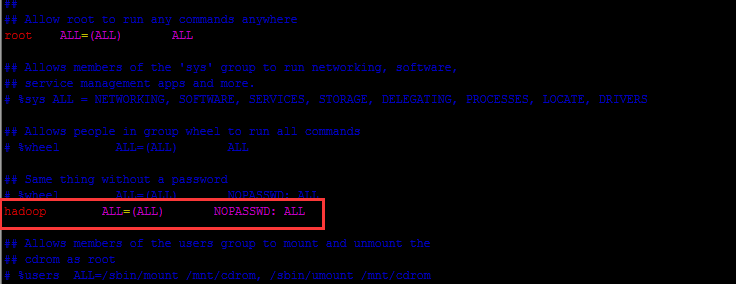 ##
## Allow root to run any commands anywhere
root ALL=(ALL) ALL
## Allows members of the 'sys' group to run networking, software,
## service management apps and more.
# %sys ALL = NETWORKING, SOFTWARE, SERVICES, STORAGE, DELEGATING, PROCESSES, LOCATE, DRIVERS
## Allows people in group wheel to run all commands
# %wheel ALL=(ALL) ALL
## Same thing without a password
# %wheel ALL=(ALL) NOPASSWD: ALL
hadoop ALL=(ALL) NOPASSWD: ALL
## Allows members of the users group to mount and unmount the
## cdrom as root
# %users ALL=/sbin/mount /mnt/cdrom, /sbin/umount /mnt/cdrom